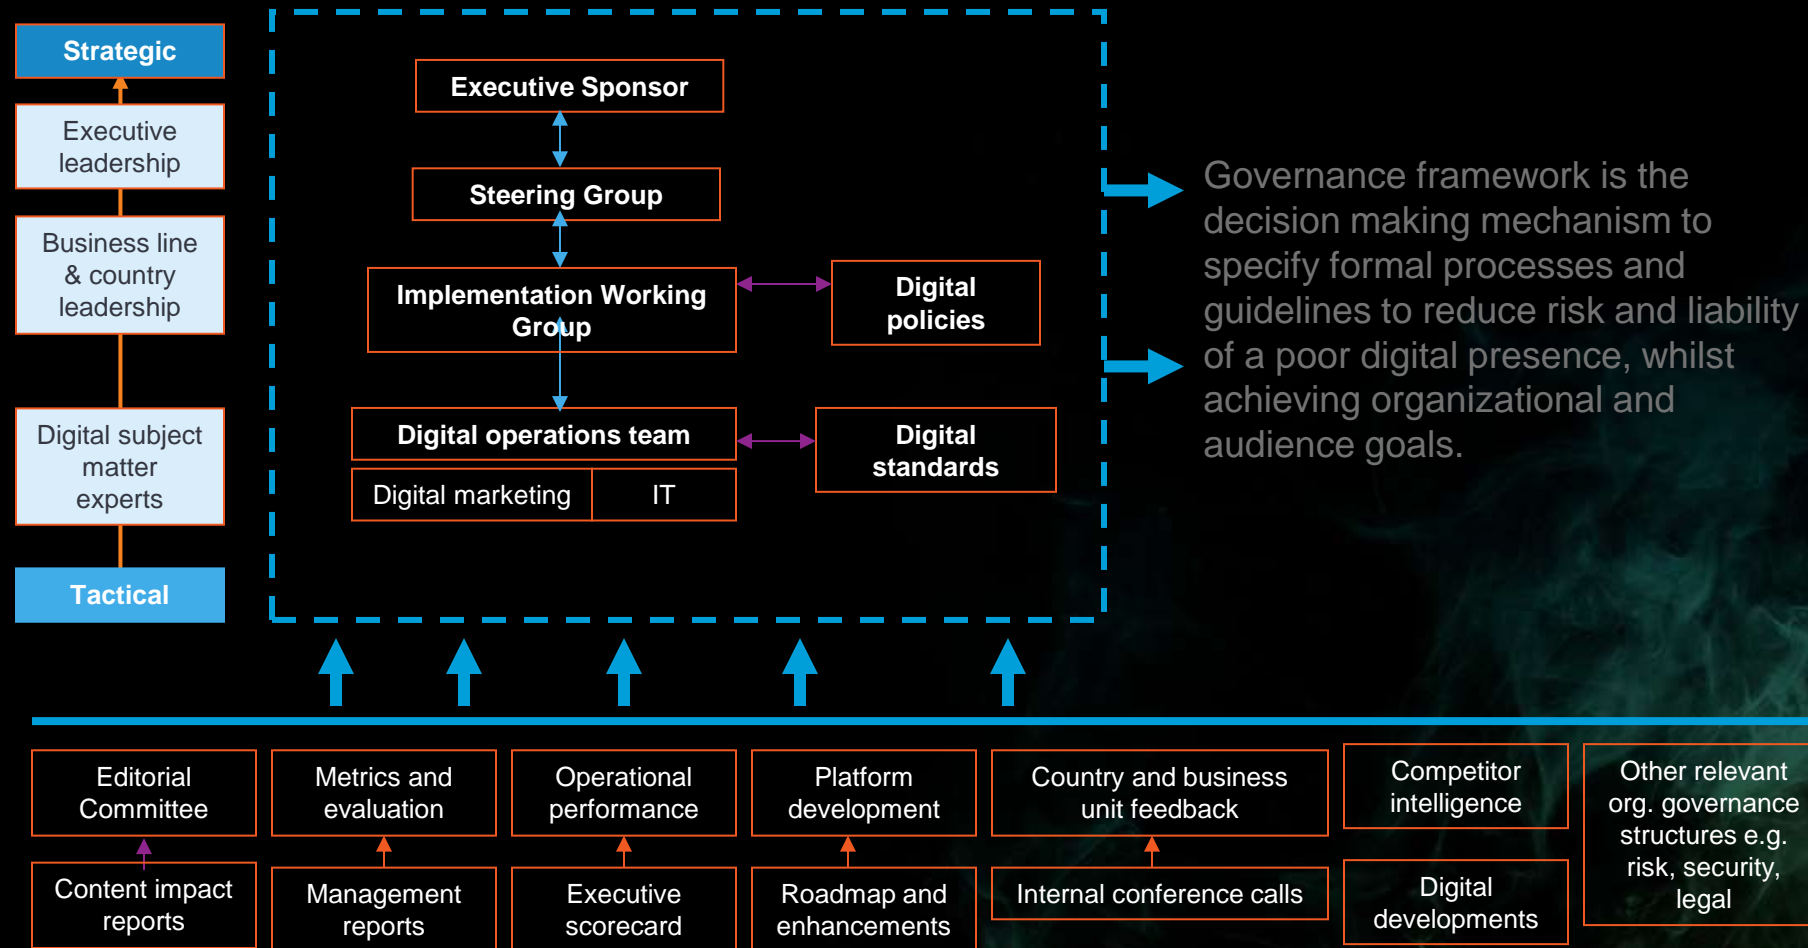 Strategic
Executive
leadership
Business line
& country
leadership
Digital subject
matter
experts
Tactical
Executive Sponsor
Steering Group
Implementation Working
Group
Digital
policies
Digital operations team
Digital marketing
IT
Digital
standards
Governance framework is the
decision making mechanism to
specify formal processes and
guidelines to reduce risk and liability
of a poor digital presence, whilst
achieving organizational and
audience goals.
Editorial
Committee
Content impact
reports
Metrics and
evaluation
Management
reports
Operational
performance
Executive
scorecard
Platform
development
Roadmap and
enhancements
Country and business
unit feedback
Internal conference calls
Competitor
intelligence
Digital
developments
Other relevant
org. governance
structures e.g.
risk, security,
legal